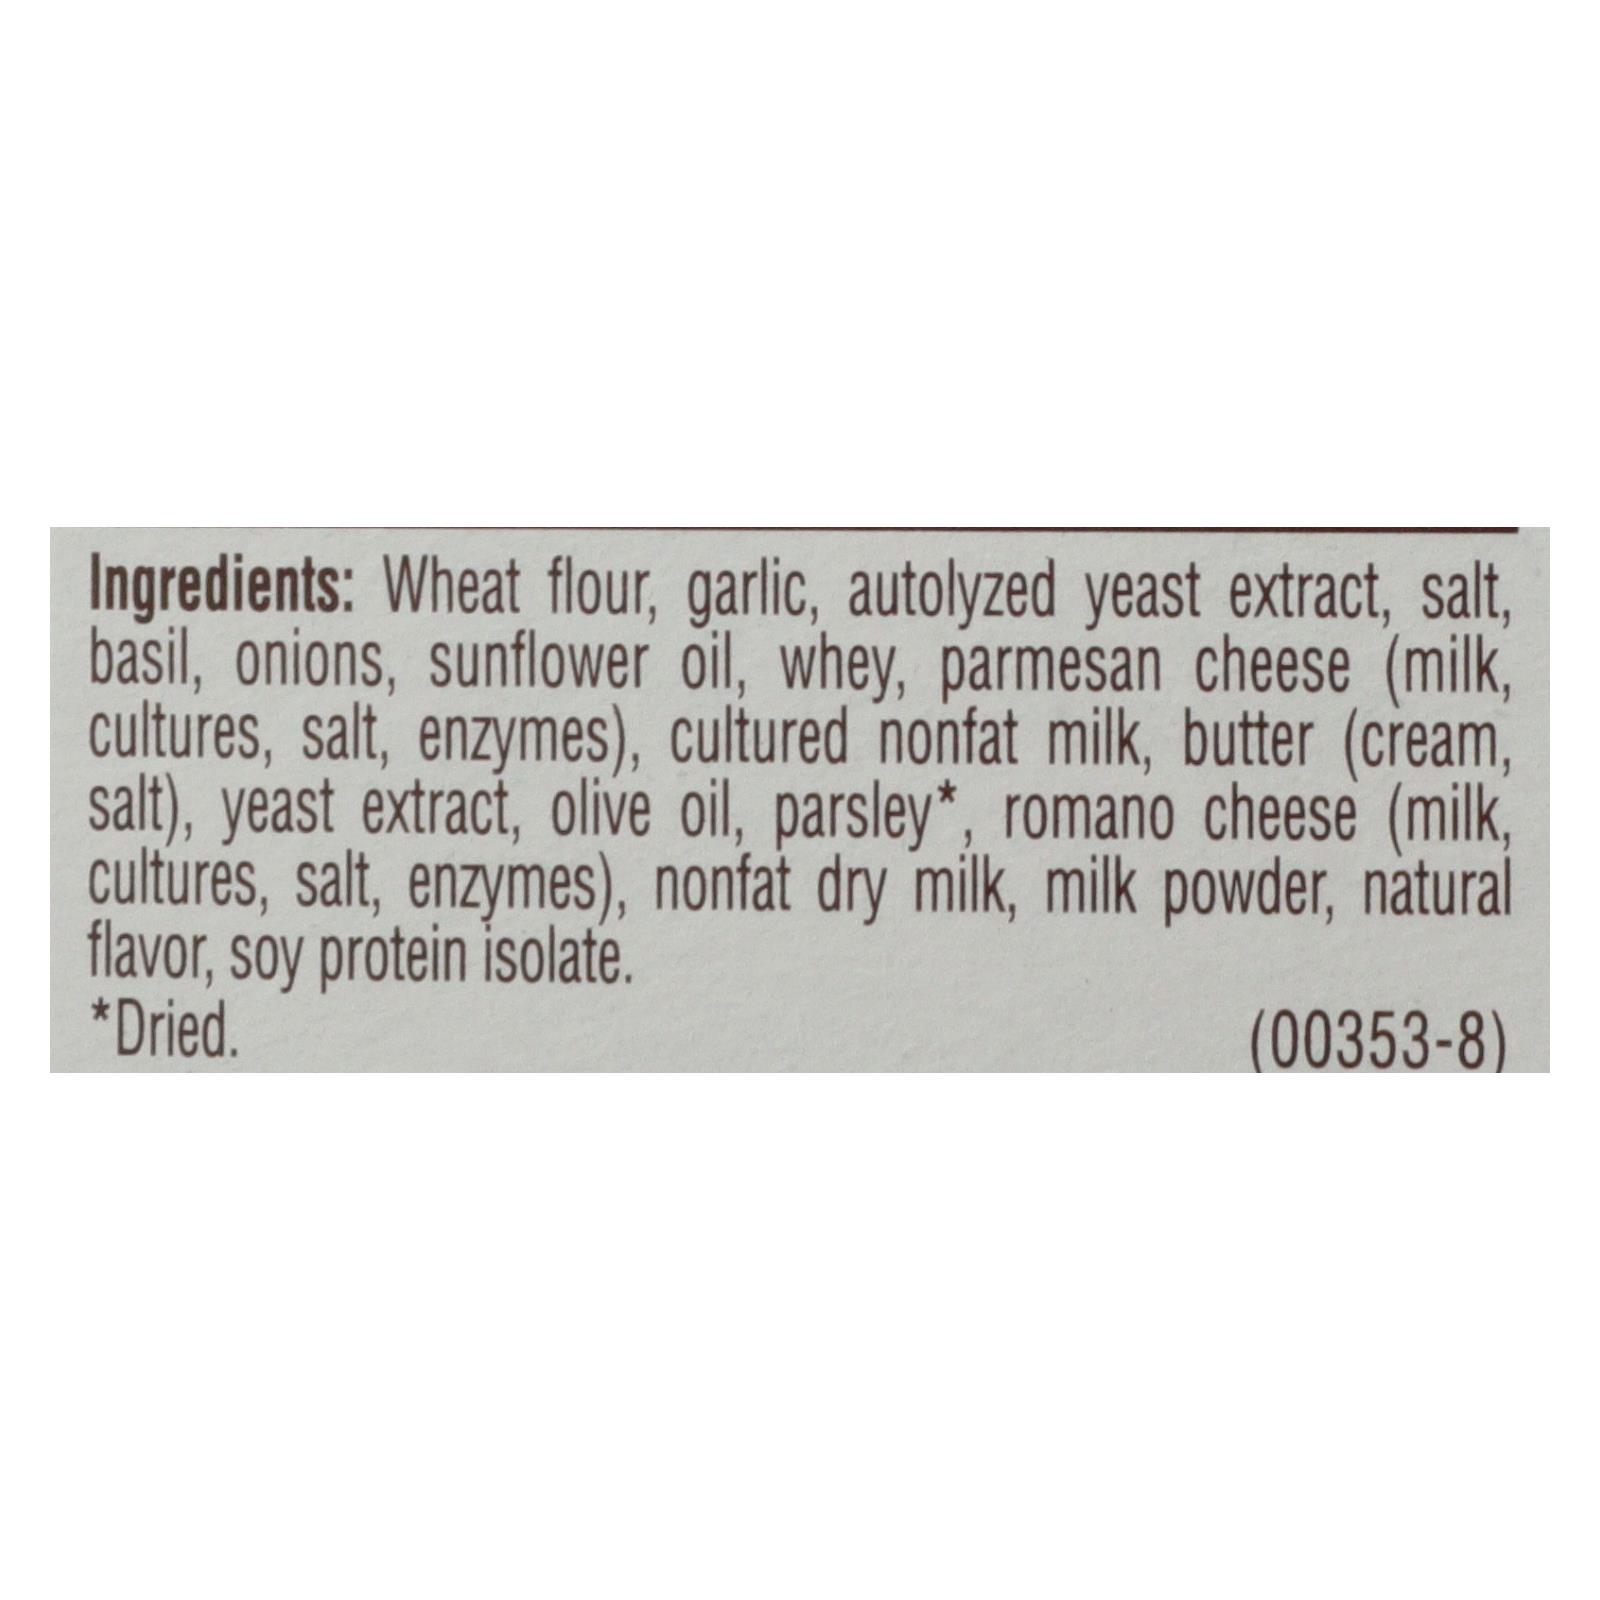 Ingredients: Wheat flour, garlic, autolyzed yeast extract, salt,
basil, onions, sunflower oil, whey, parmesan cheese (milk,
cultures, salt, enzymes), cultured nonfat milk, butter (cream,
salt), yeast extract, olive oil, parsley*, romano cheese (milk,
cultures, salt, enzymes), nonfat dry milk, milk powder, natural
flavor, soy protein isolate.
*Dried. (00353-8)